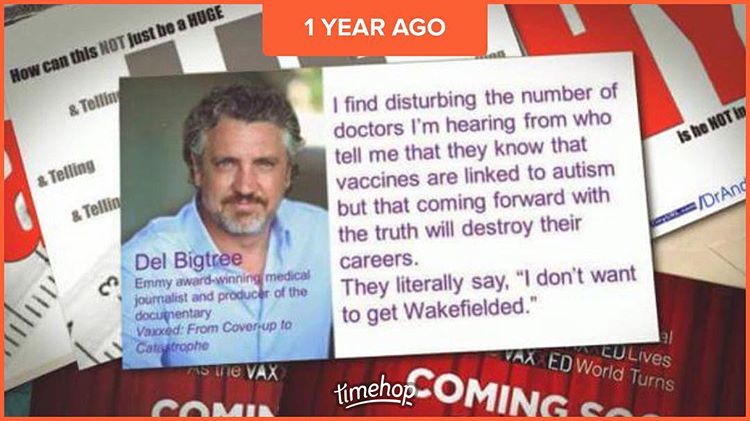 1 YEAR AGO
How can this NOT just be a HUGE
& Telling
& Telling
is he NOT in
/DrAnd
I find disturbing the number of
doctors I'm hearing from who
tell me that they know that
vaccines are linked to autism
but that coming forward with
the truth will destroy their
careers.
They literally say, "I don't want
to get Wakefielded."
Del Bigtree
Emmy award-winning medical
journalist and producer of the
documentary
Vaxxed: From Cover-up to
Catastrophe
As the VAX
VAXXED World Turns
Lives
timehop
COMING